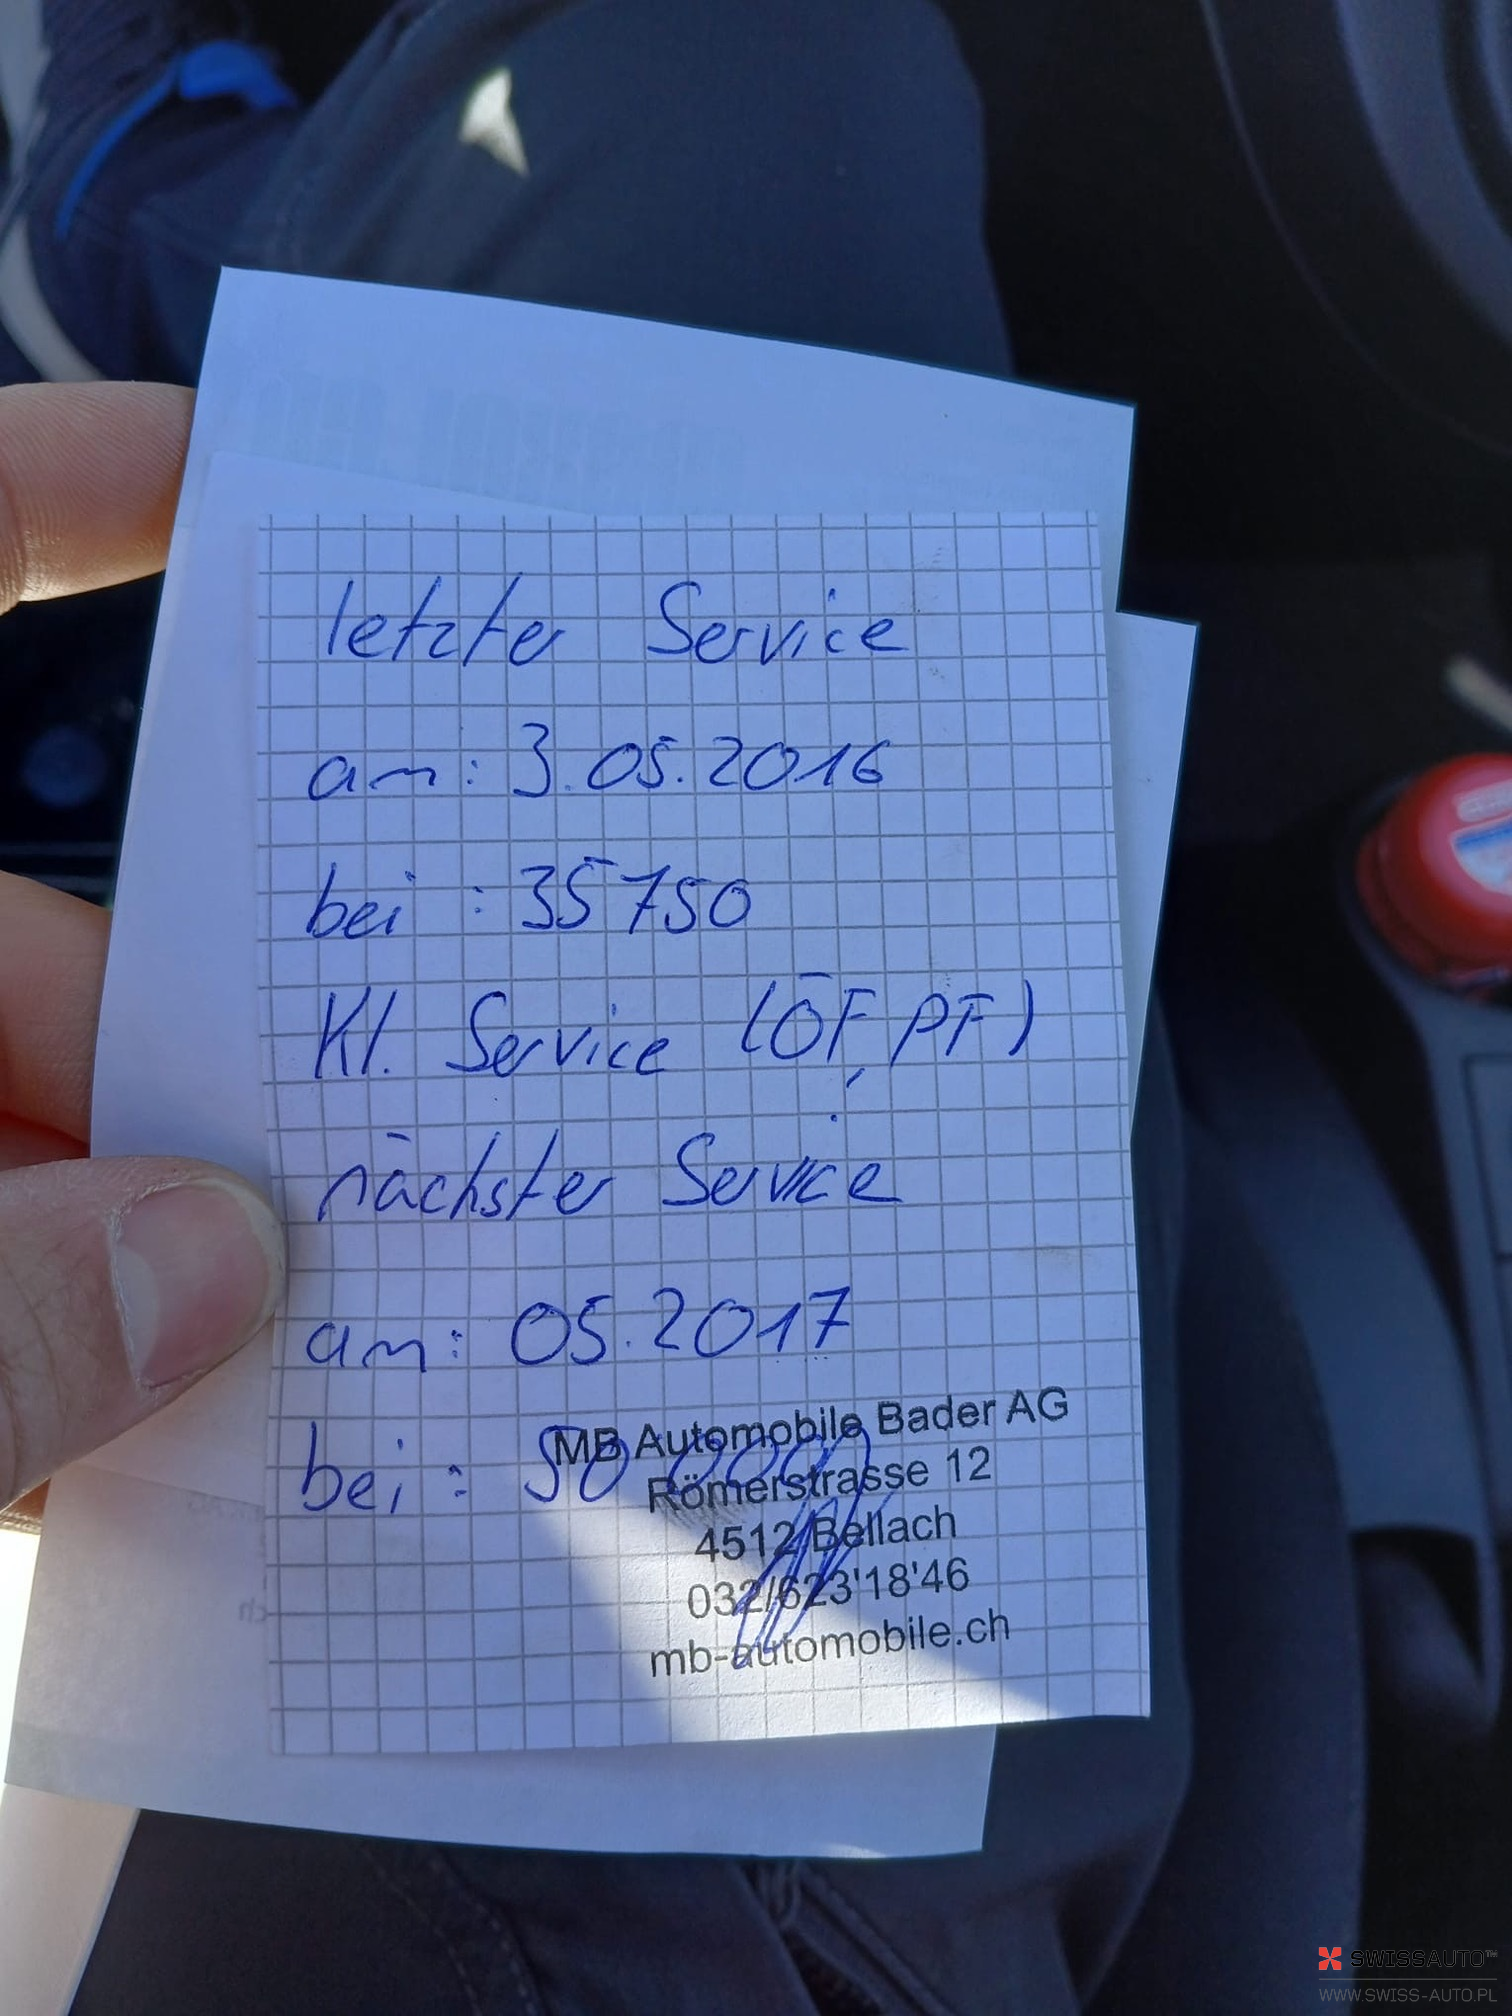 letzter Service
am: 3.05.2016
bei : 35750
Kl. Service (ÖF, PF)
nächster Service
am: 05.2017
bei : 50 000
MB Automobile Bader AG
Römerstrasse 12
4512 Bellach
032/623'18'46
mb-automobile.ch
SWISSAUTO™
WWW.SWISS-AUTO.PL